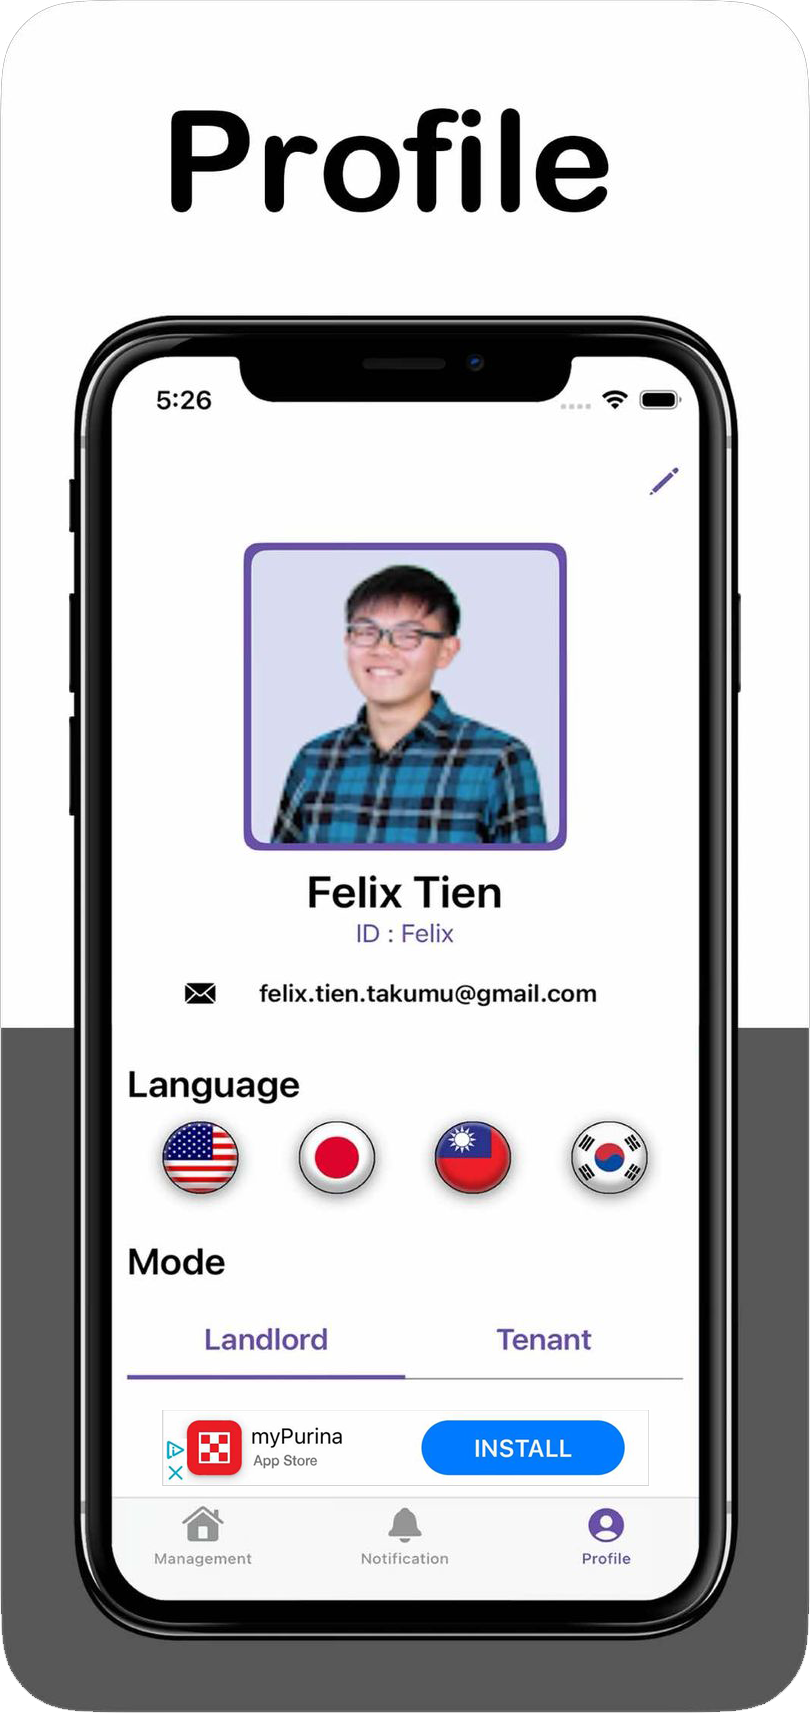 Profile
5:26
Felix Tien
ID : Felix
felix.tien.takumu@gmail.com
Language
Mode
Landlord
Tenant
myPurina
App Store
INSTALL
Management
Notification
Profile